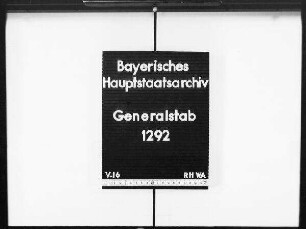 Bayerisches
Hauptstaatsarchiv
Generalstab
1292
V-16 RH WA